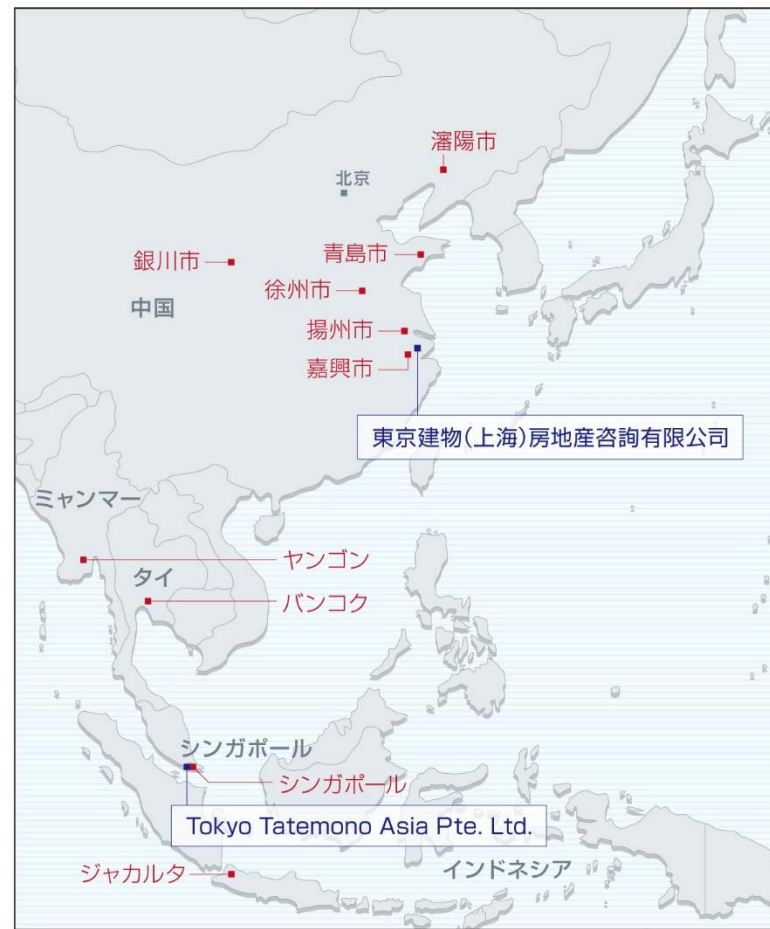 瀋陽市
北京
青島市
銀川市
徐州市
中国
揚州市
嘉興市
東京建物(上海)房地産咨詢有限公司
ミャンマー
ヤンゴン
タイ
バンコク
シンガポール
シンガポール
Tokyo Tatemono Asia Pte. Ltd.
インドネシア
ジャカルタ